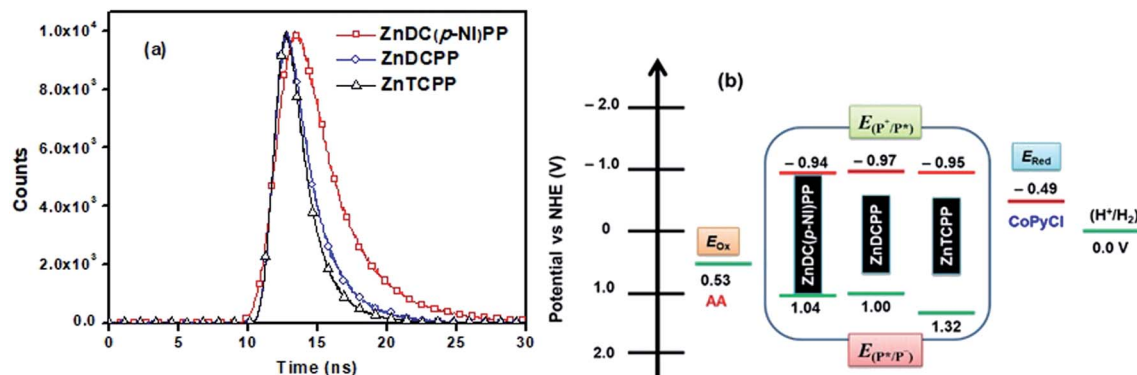 (a)
ZnDC(p-NI)PP
ZnDCPP
ZnTCPP
1.0x10⁴
8.0x10³
6.0x10³
4.0x10³
2.0x10³
0.0
Counts
0 5 10 15 20 25 30
Time (ns)
(b)
Potential vs NHE (V)
– 2.0
– 1.0
0
1.0
2.0
E(P⁺/P*)
– 0.94 – 0.97 – 0.95
ZnDC(p-NI)PP
ZnDCPP
ZnTCPP
1.04 1.00 1.32
E(P*/P⁻)
EOx
0.53
AA
ERed
– 0.49
CoPyCl
(H⁺/H₂)
0.0 V